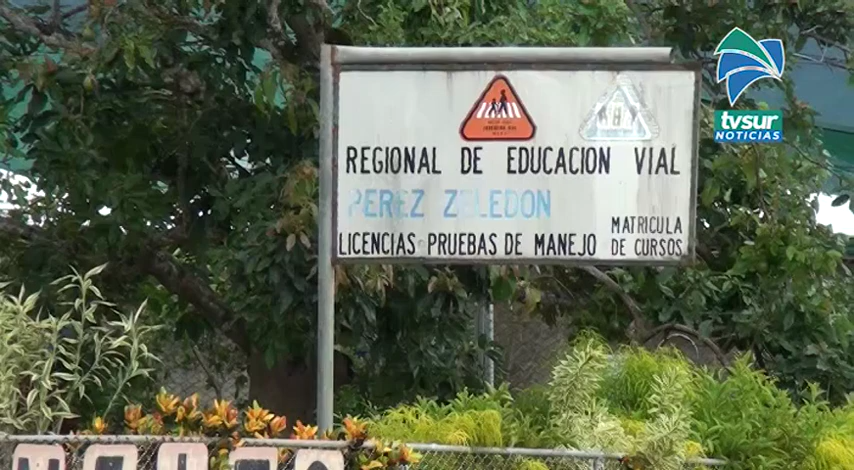 tvsur
NOTICIAS
REGIONAL DE EDUCACION VIAL
PEREZ ZELEDON
LICENCIAS PRUEBAS DE MANEJO
MATRICULA
DE CURSOS